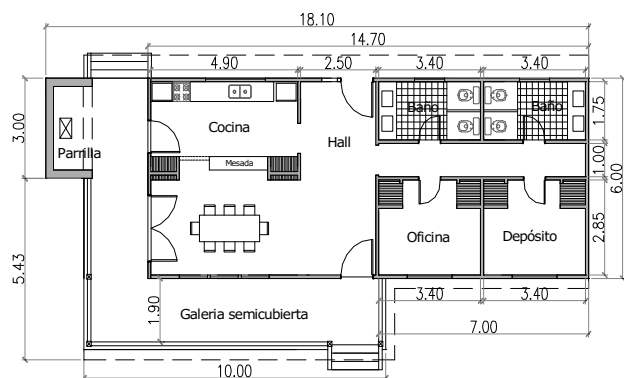 18.10
14.70
4.90
2.50
3.40
3.40
3.00
Parrilla
Cocina
Hall
Baño
Baño
1.75
Mesada
1.00
6.00
Oficina
Depósito
2.85
5.43
1.90
Galeria semicubierta
3.40
3.40
7.00
10.00